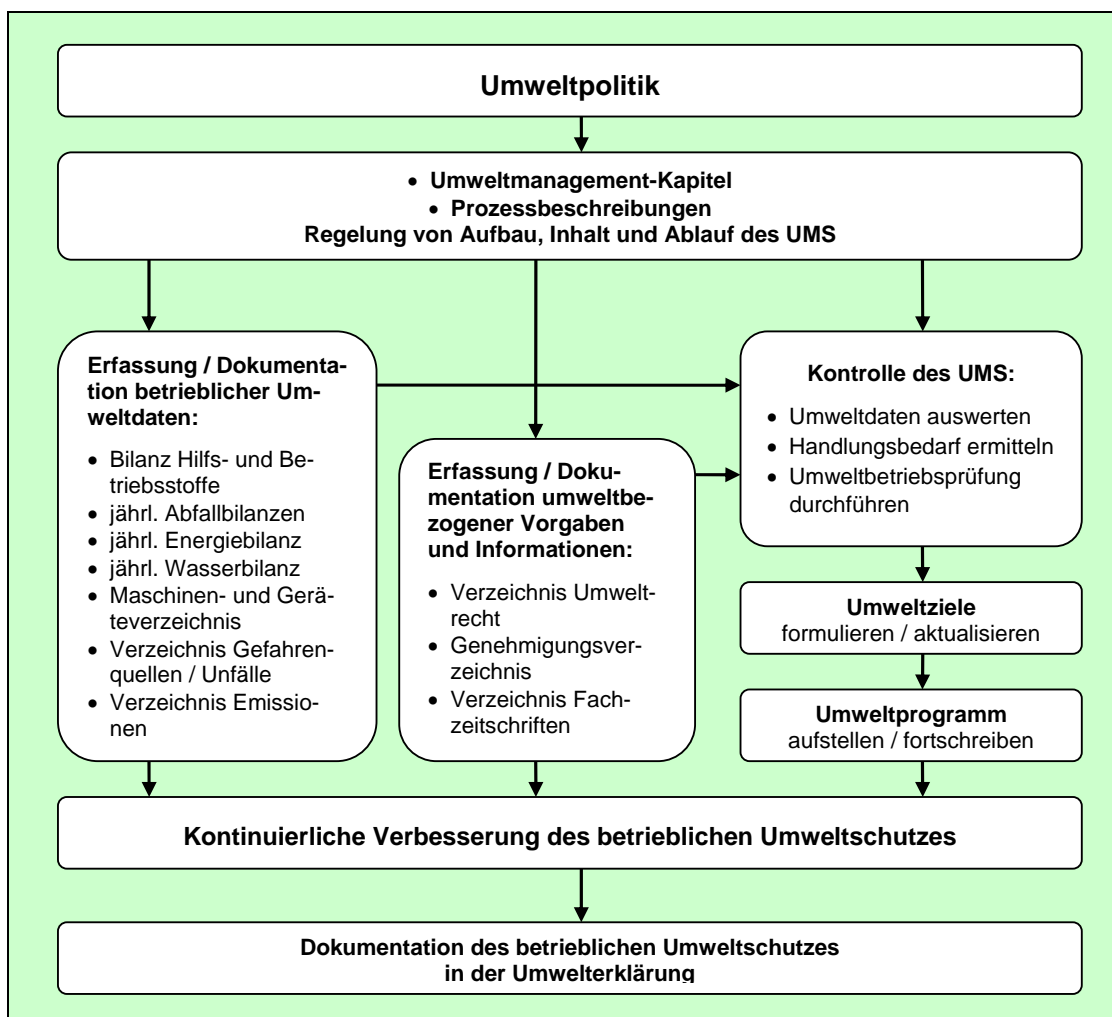 Umweltpolitik
• Umweltmanagement-Kapitel
• Prozessbeschreibungen
Regelung von Aufbau, Inhalt und Ablauf des UMS
Erfassung / Dokumenta-
tion betrieblicher Um-
weltdaten:
• Bilanz Hilfs- und Be-
triebsstoffe
• jährl. Abfallbilanzen
• jährl. Energiebilanz
• jährl. Wasserbilanz
• Maschinen- und Gerä-
teverzeichnis
• Verzeichnis Gefahren-
quellen / Unfälle
• Verzeichnis Emissio-
nen
Erfassung / Doku-
mentation umweltbe-
zogener Vorgaben
und Informationen:
• Verzeichnis Umwelt-
recht
• Genehmigungsver-
zeichnis
• Verzeichnis Fach-
zeitschriften
Kontrolle des UMS:
• Umweltdaten auswerten
• Handlungsbedarf ermitteln
• Umweltbetriebsprüfung
durchführen
Umweltziele
formulieren / aktualisieren
Umweltprogramm
aufstellen / fortschreiben
Kontinuierliche Verbesserung des betrieblichen Umweltschutzes
Dokumentation des betrieblichen Umweltschutzes
in der Umwelterklärung